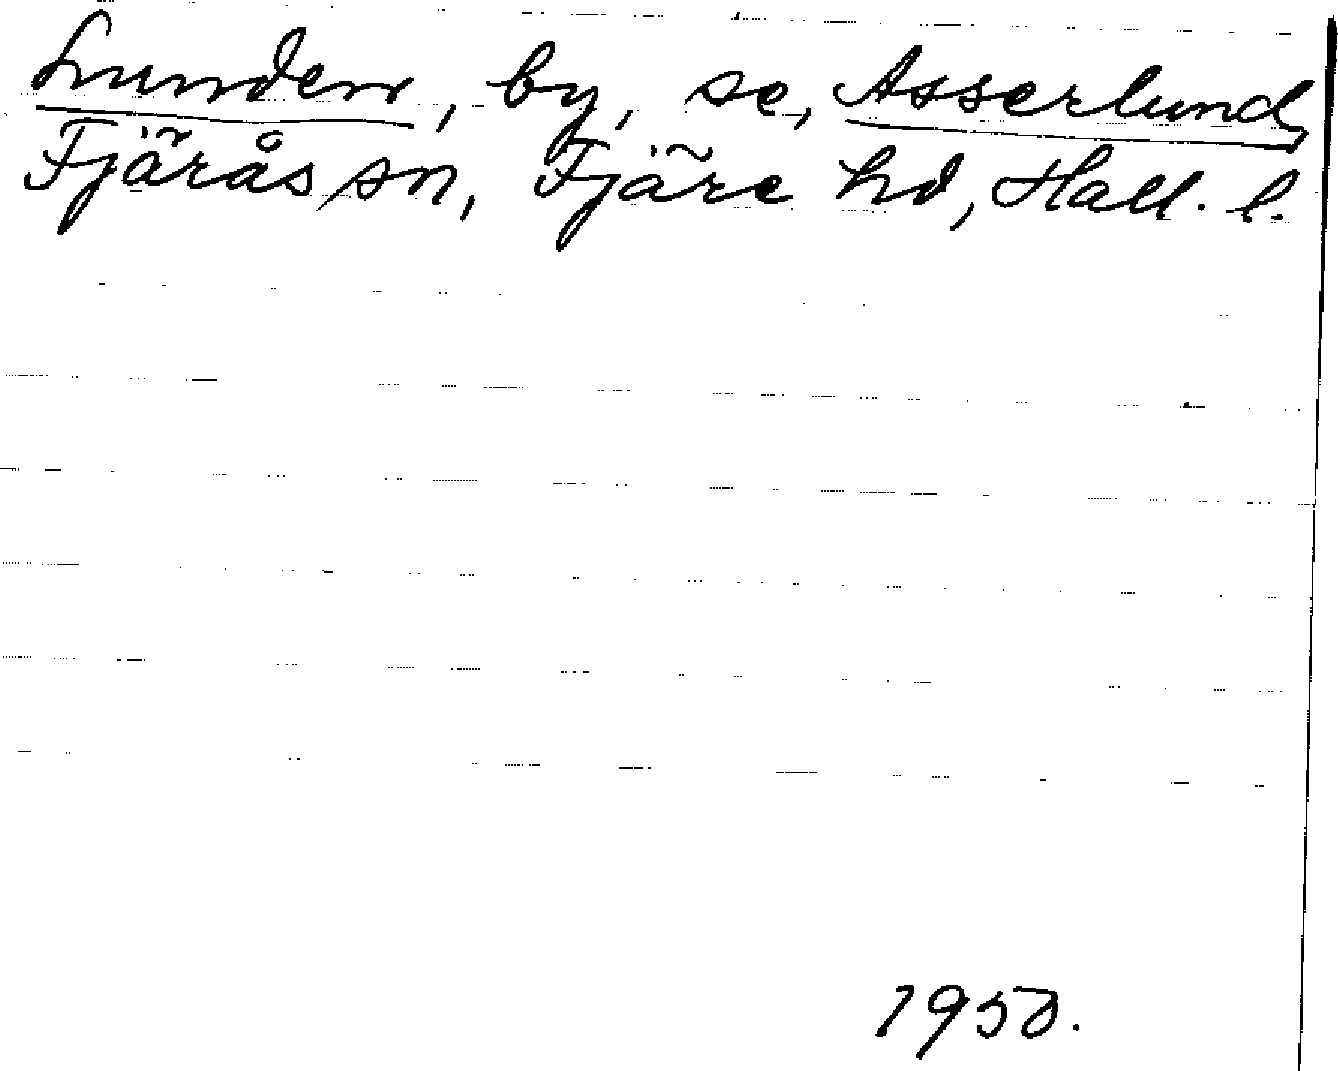 Lunden, by, se, Asserlund,
Fjärås sn, Fjäre hd, Hall. l.
1950.